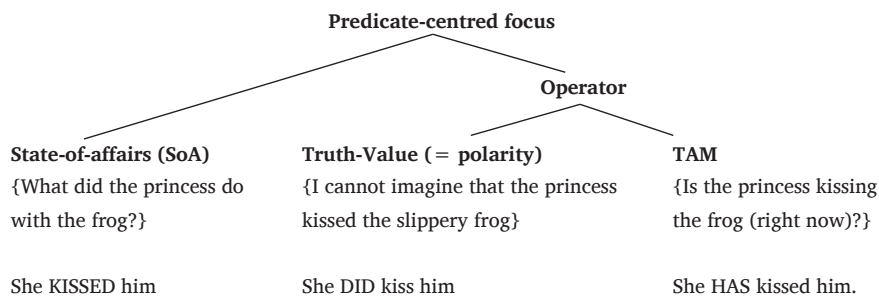 Predicate-centred focus
Operator
State-of-affairs (SoA) Truth-Value (= polarity) TAM
{What did the princess do {I cannot imagine that the princess {Is the princess kissing
with the frog?} kissed the slippery frog} the frog (right now)?}
She KISSED him She DID kiss him She HAS kissed him.